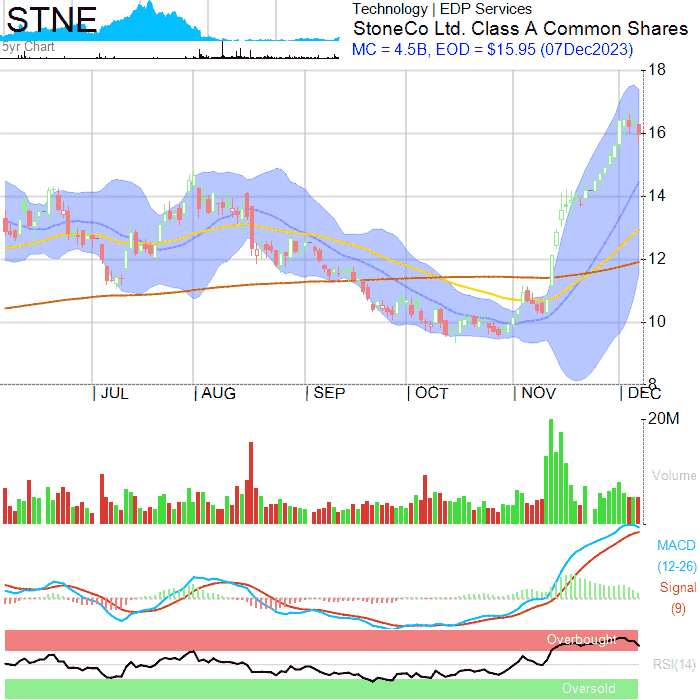 STNE
5yr Chart
Technology | EDP Services
StoneCo Ltd. Class A Common Shares
MC = 4.5B, EOD = $15.95 (07Dec2023)
18
16
14
12
10
8
JUL AUG SEP OCT NOV DEC
20M
Volume
MACD
(12-26)
Signal
(9)
Overbought
RSI(14)
Oversold